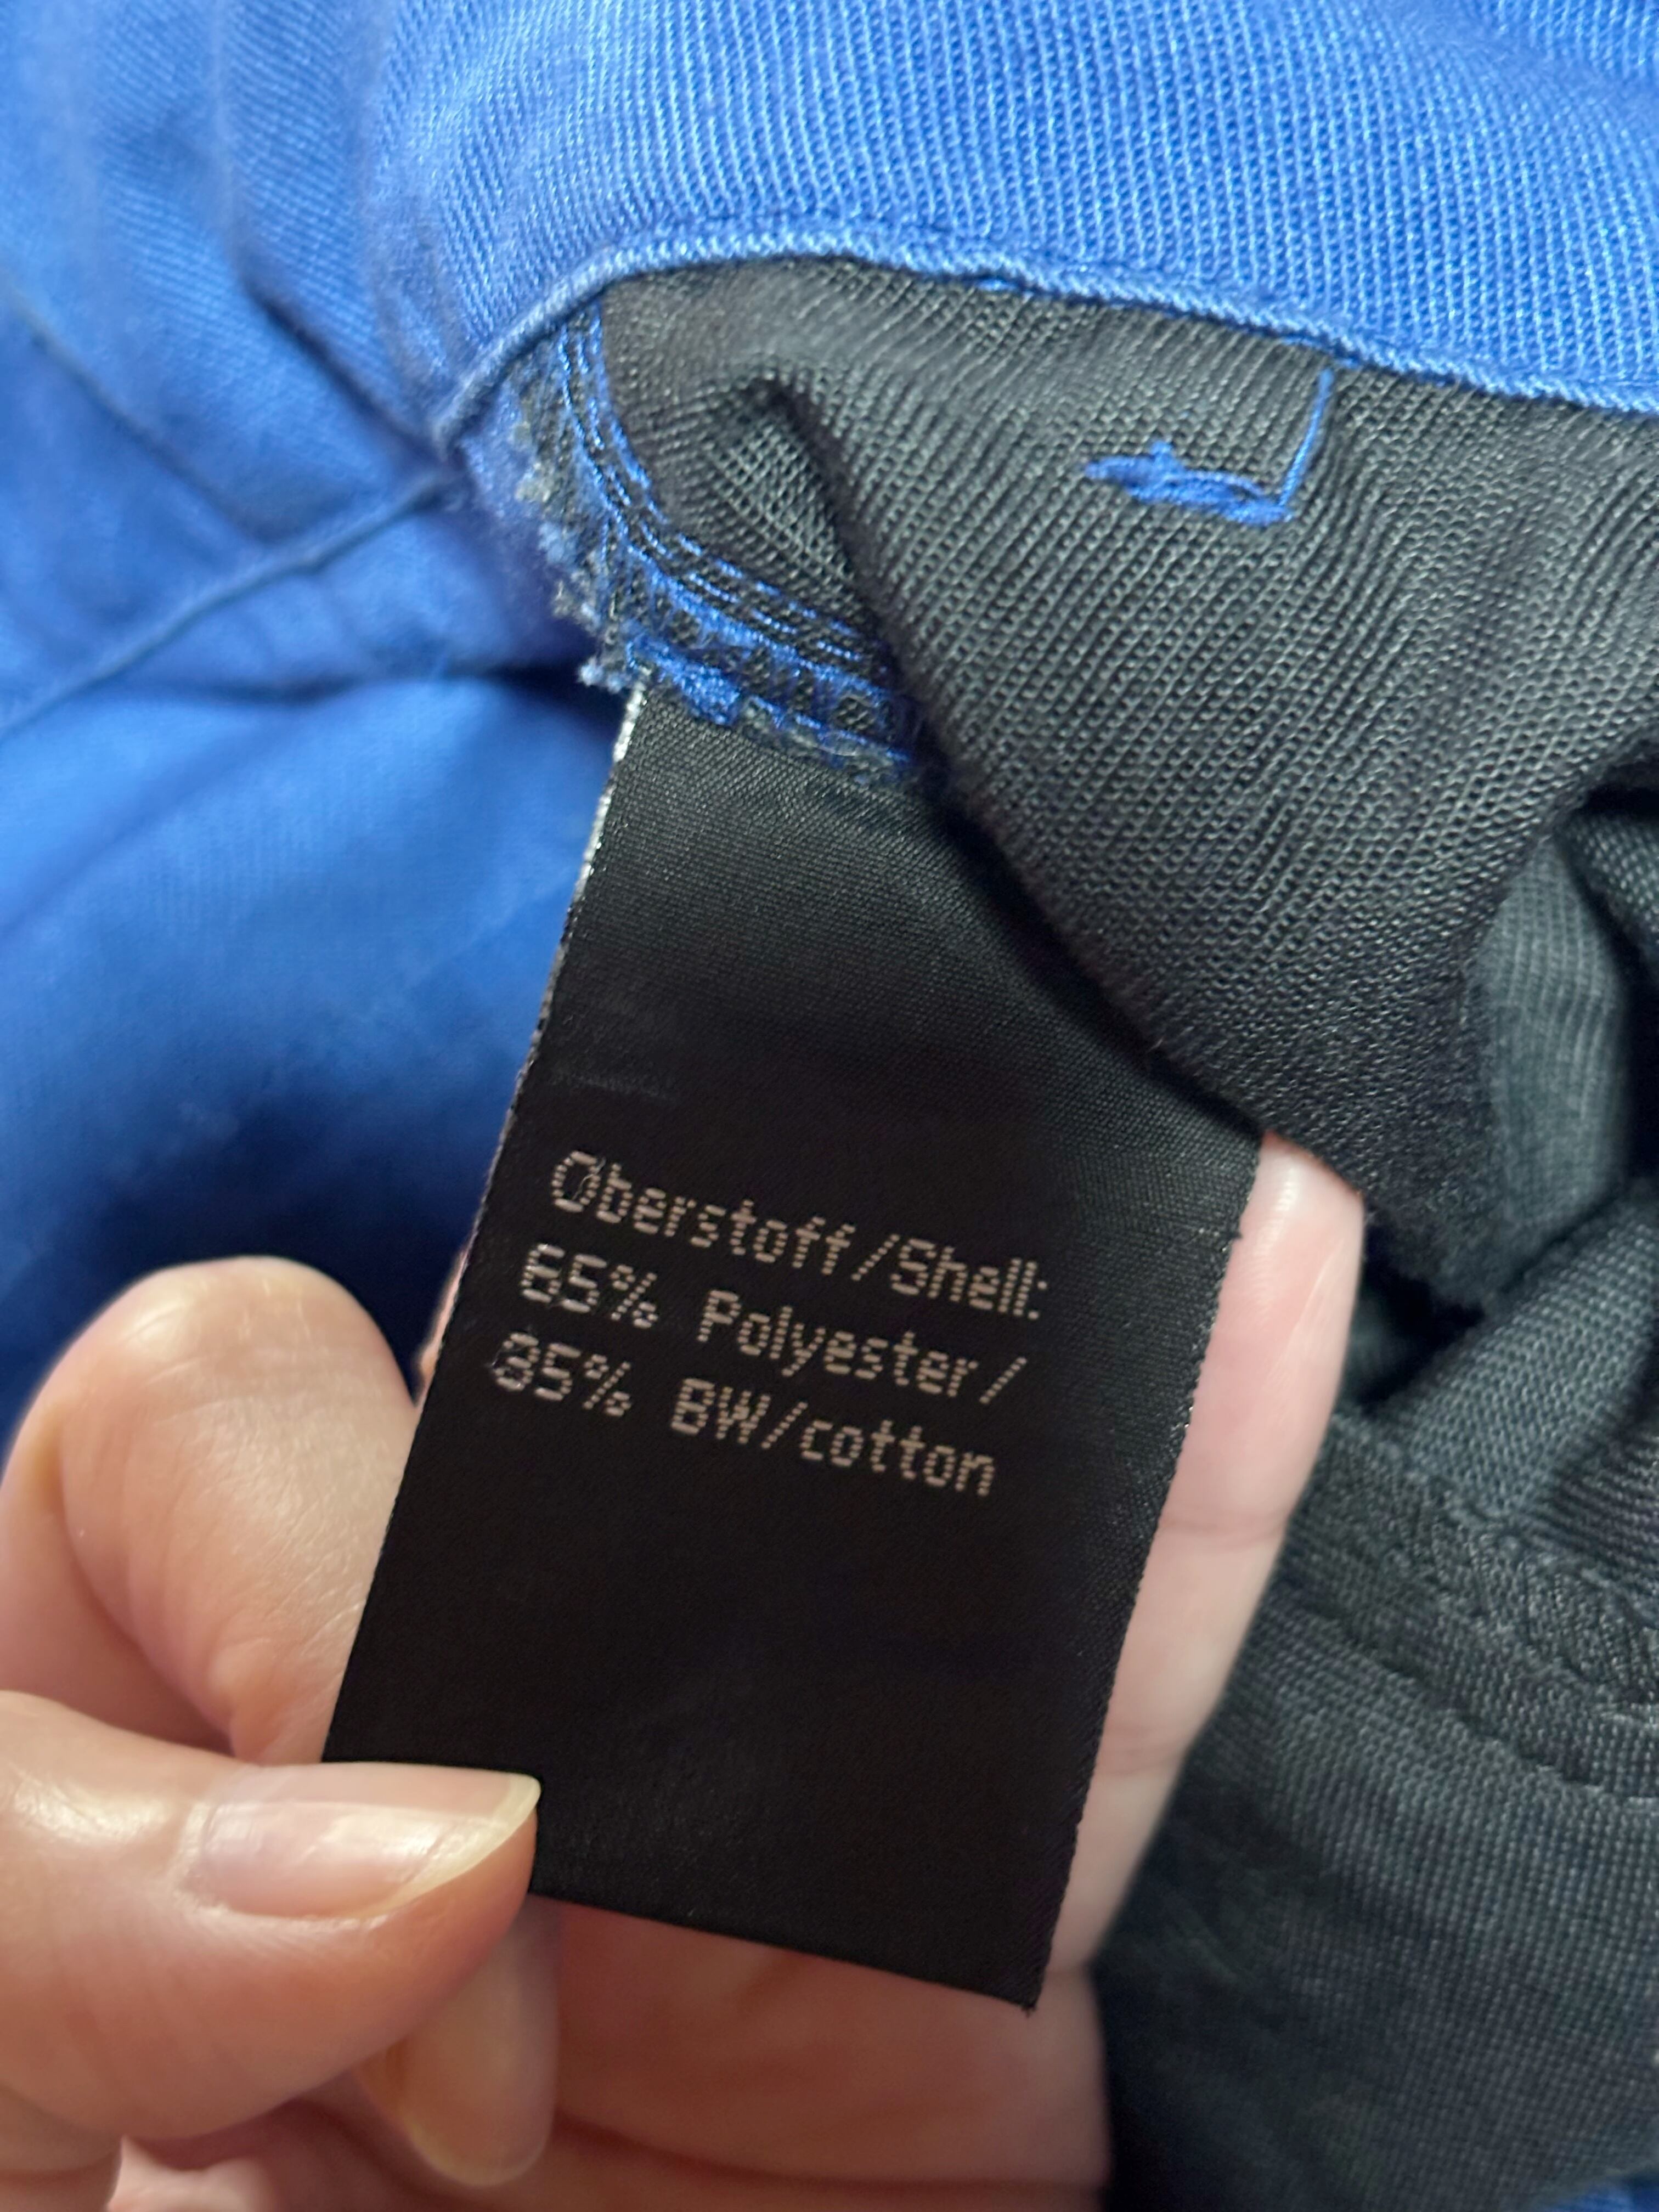 Oberstoff/Shell:
65% Polyester/
35% BW/cotton